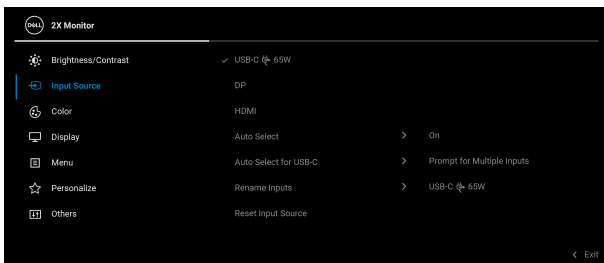 DELL 2X Monitor
Brightness/Contrast USB-C 65W
Input Source DP
Color HDMI
Display Auto Select On
Menu Auto Select for USB-C Prompt for Multiple Inputs
Personalize Rename Inputs USB-C 65W
Others Reset Input Source
Exit